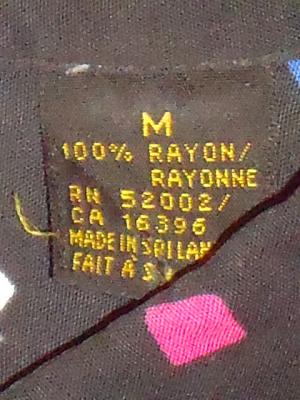 M
100% RAYON/
RAYONNE
RN 52002/
CA 16396
MADE IN SRI LAN
FAIT À S